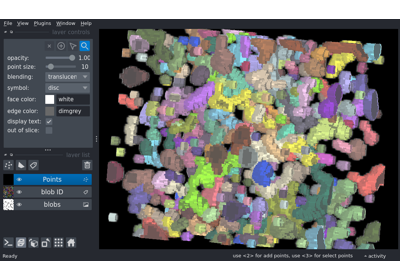 File View Plugins Window Help
layer controls
opacity: 1.00
point size: 10
blending: translucen
symbol: disc
face color: white
edge color: dimgrey
display text:
out of slice:
layer list
Points
blob ID
blobs
Ready
use <2> for add points, use <3> for select points
activity